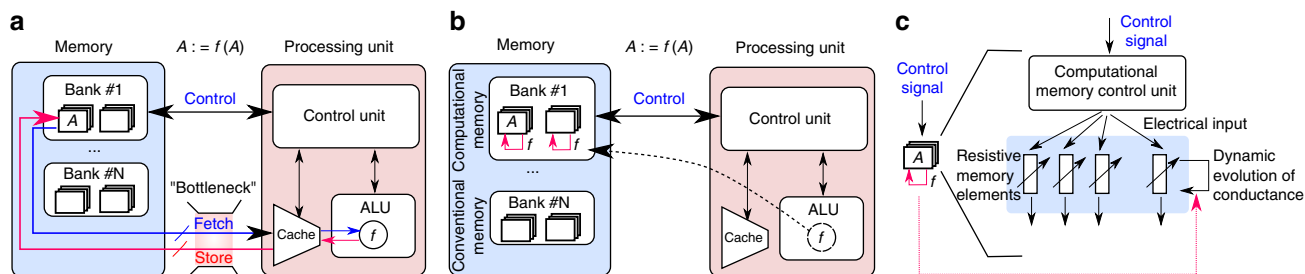 a
Memory
A := f (A)
Processing unit
Bank #1
A
...
Bank #N
Control
Control unit
"Bottleneck"
Fetch
Store
Cache
ALU
f
b
Memory
A := f (A)
Processing unit
Computational
memory
Conventional
memory
Bank #1
A
f
f
...
Bank #N
Control
Control unit
Cache
ALU
f
c
Control
signal
Control
signal
Computational
memory control unit
Electrical input
A
f
Resistive
memory
elements
Dynamic
evolution of
conductance